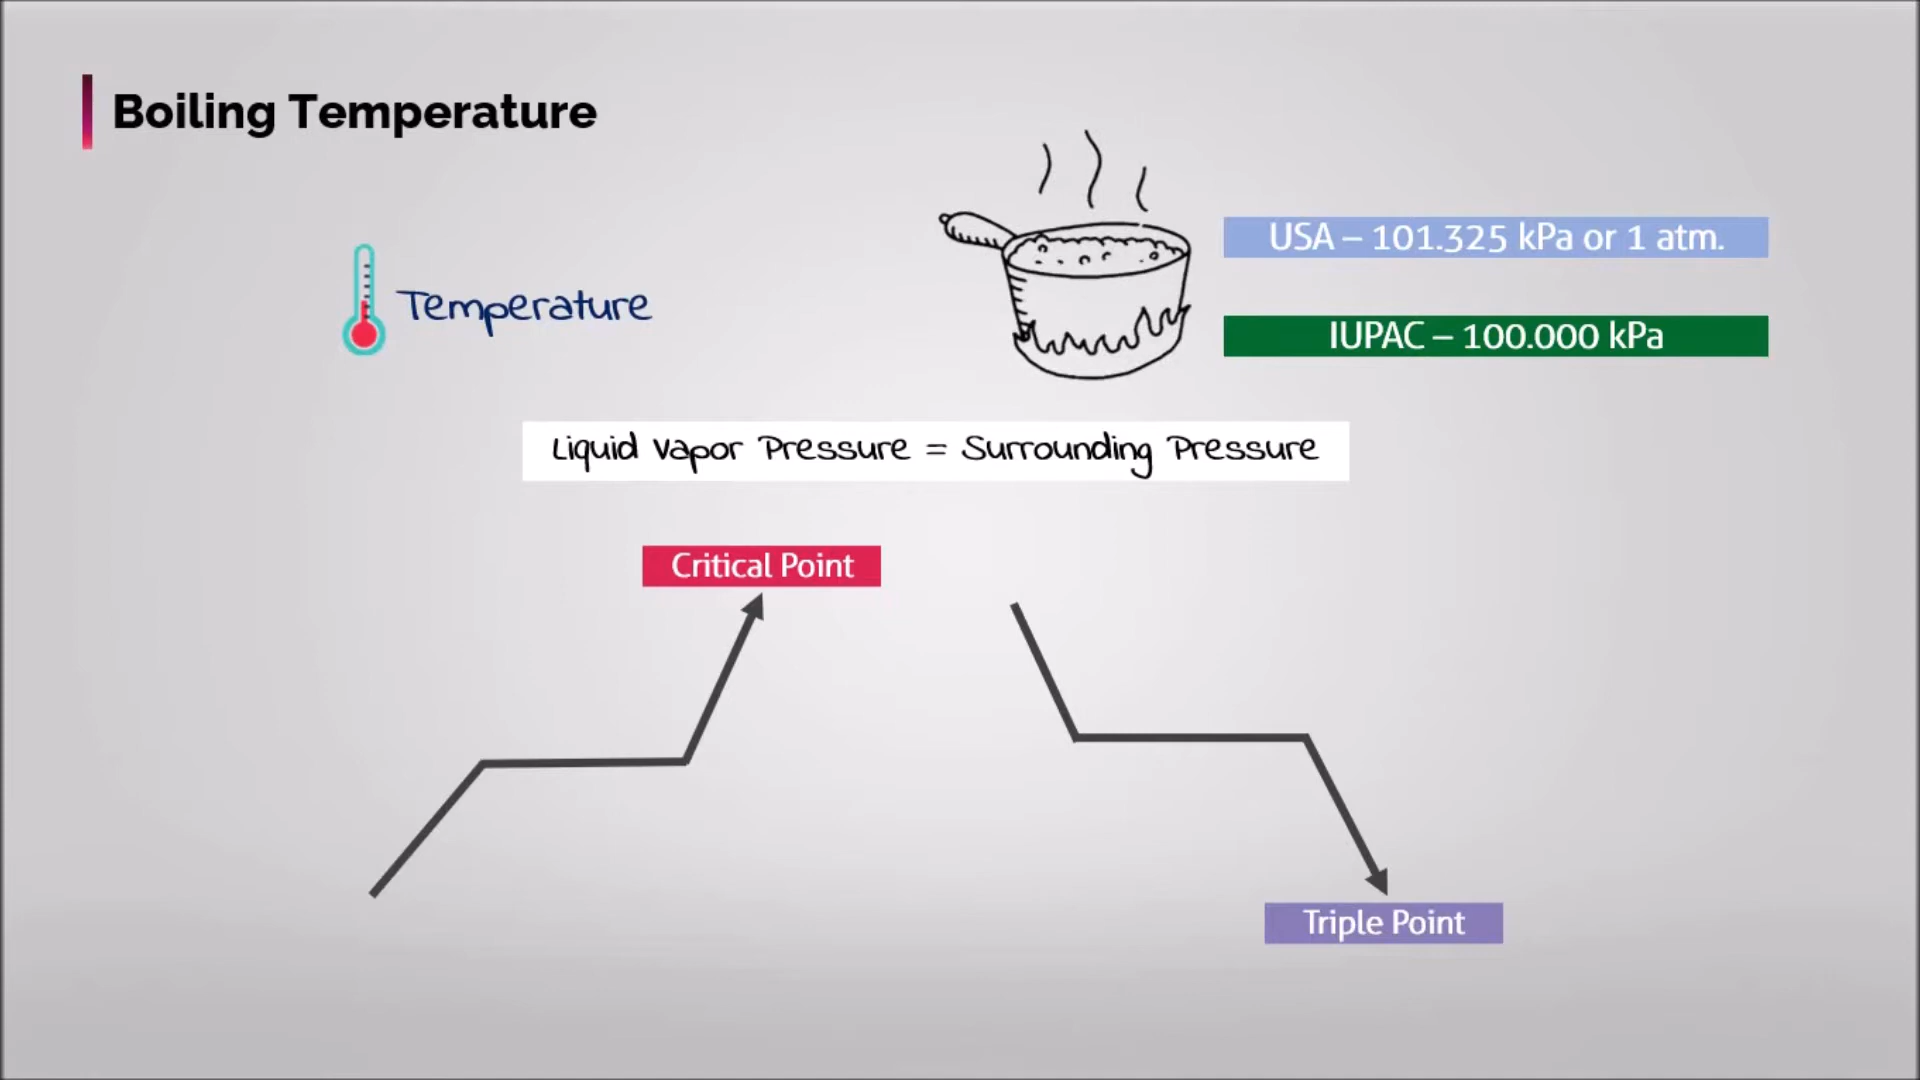 Boiling Temperature
Temperature
USA – 101.325 kPa or 1 atm.
IUPAC – 100.000 kPa
Liquid Vapor Pressure = Surrounding Pressure
Critical Point
Triple Point